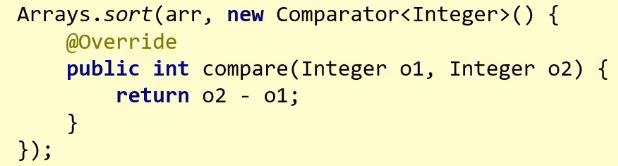 Arrays.sort(arr, new Comparator<Integer>() {
    @Override
    public int compare(Integer o1, Integer o2) {
        return o2 - o1;
    }
});